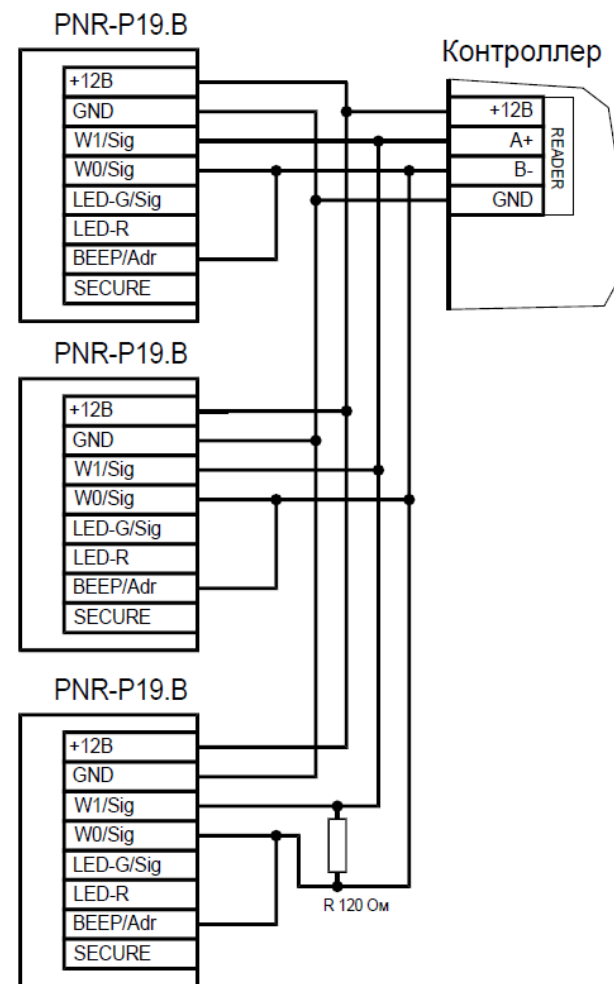 PNR-P19.B
+12В
GND
W1/Sig
W0/Sig
LED-G/Sig
LED-R
BEEP/Adr
SECURE
Контроллер
+12В
A+
B-
GND
READER
PNR-P19.B
+12В
GND
W1/Sig
W0/Sig
LED-G/Sig
LED-R
BEEP/Adr
SECURE
PNR-P19.B
+12В
GND
W1/Sig
W0/Sig
LED-G/Sig
LED-R
BEEP/Adr
SECURE
R 120 Ом